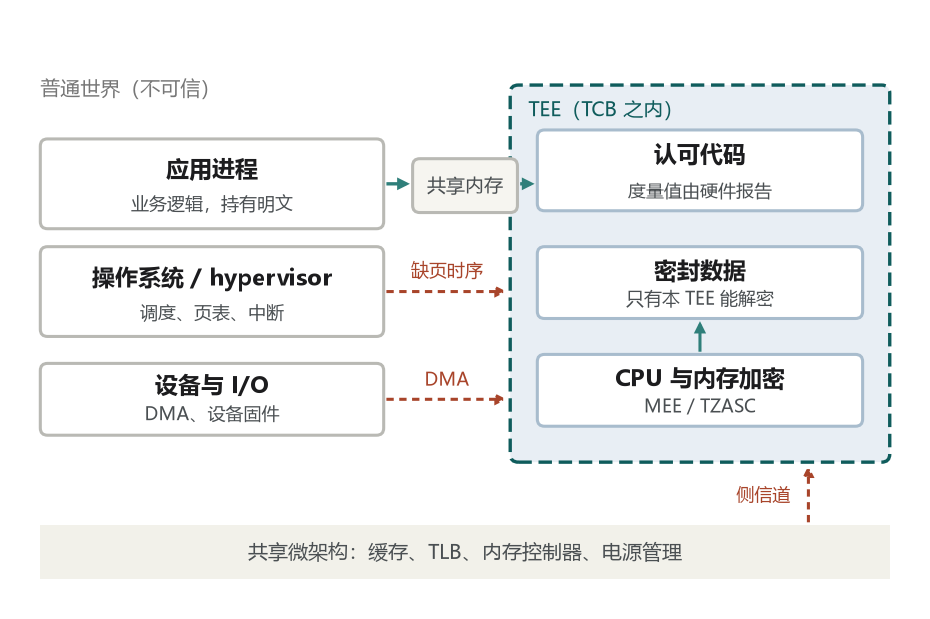 普通世界（不可信）
TEE（TCB 之内）
应用进程
业务逻辑，持有明文
共享内存
认可代码
度量值由硬件报告
操作系统 / hypervisor
调度、页表、中断
缺页时序
密封数据
只有本 TEE 能解密
设备与 I/O
DMA、设备固件
DMA
CPU 与内存加密
MEE / TZASC
侧信道
共享微架构：缓存、TLB、内存控制器、电源管理